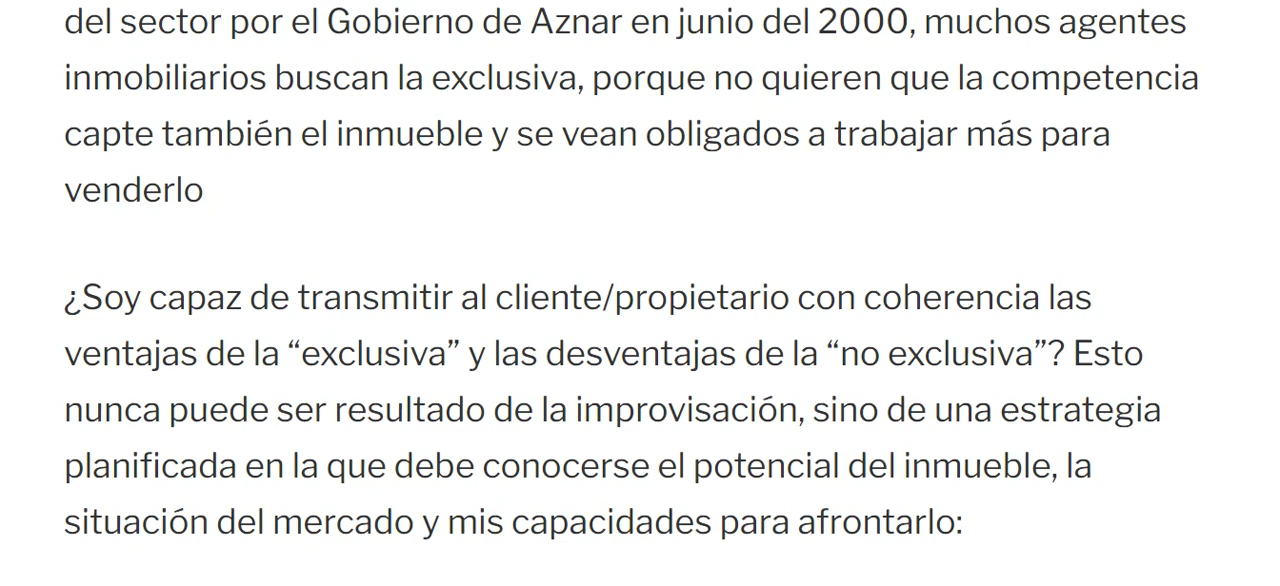 del sector por el Gobierno de Aznar en junio del 2000, muchos agentes
inmobiliarios buscan la exclusiva, porque no quieren que la competencia
capte también el inmueble y se vean obligados a trabajar más para
venderlo
¿Soy capaz de transmitir al cliente/propietario con coherencia las
ventajas de la “exclusiva” y las desventajas de la “no exclusiva”? Esto
nunca puede ser resultado de la improvisación, sino de una estrategia
planificada en la que debe conocerse el potencial del inmueble, la
situación del mercado y mis capacidades para afrontarlo: